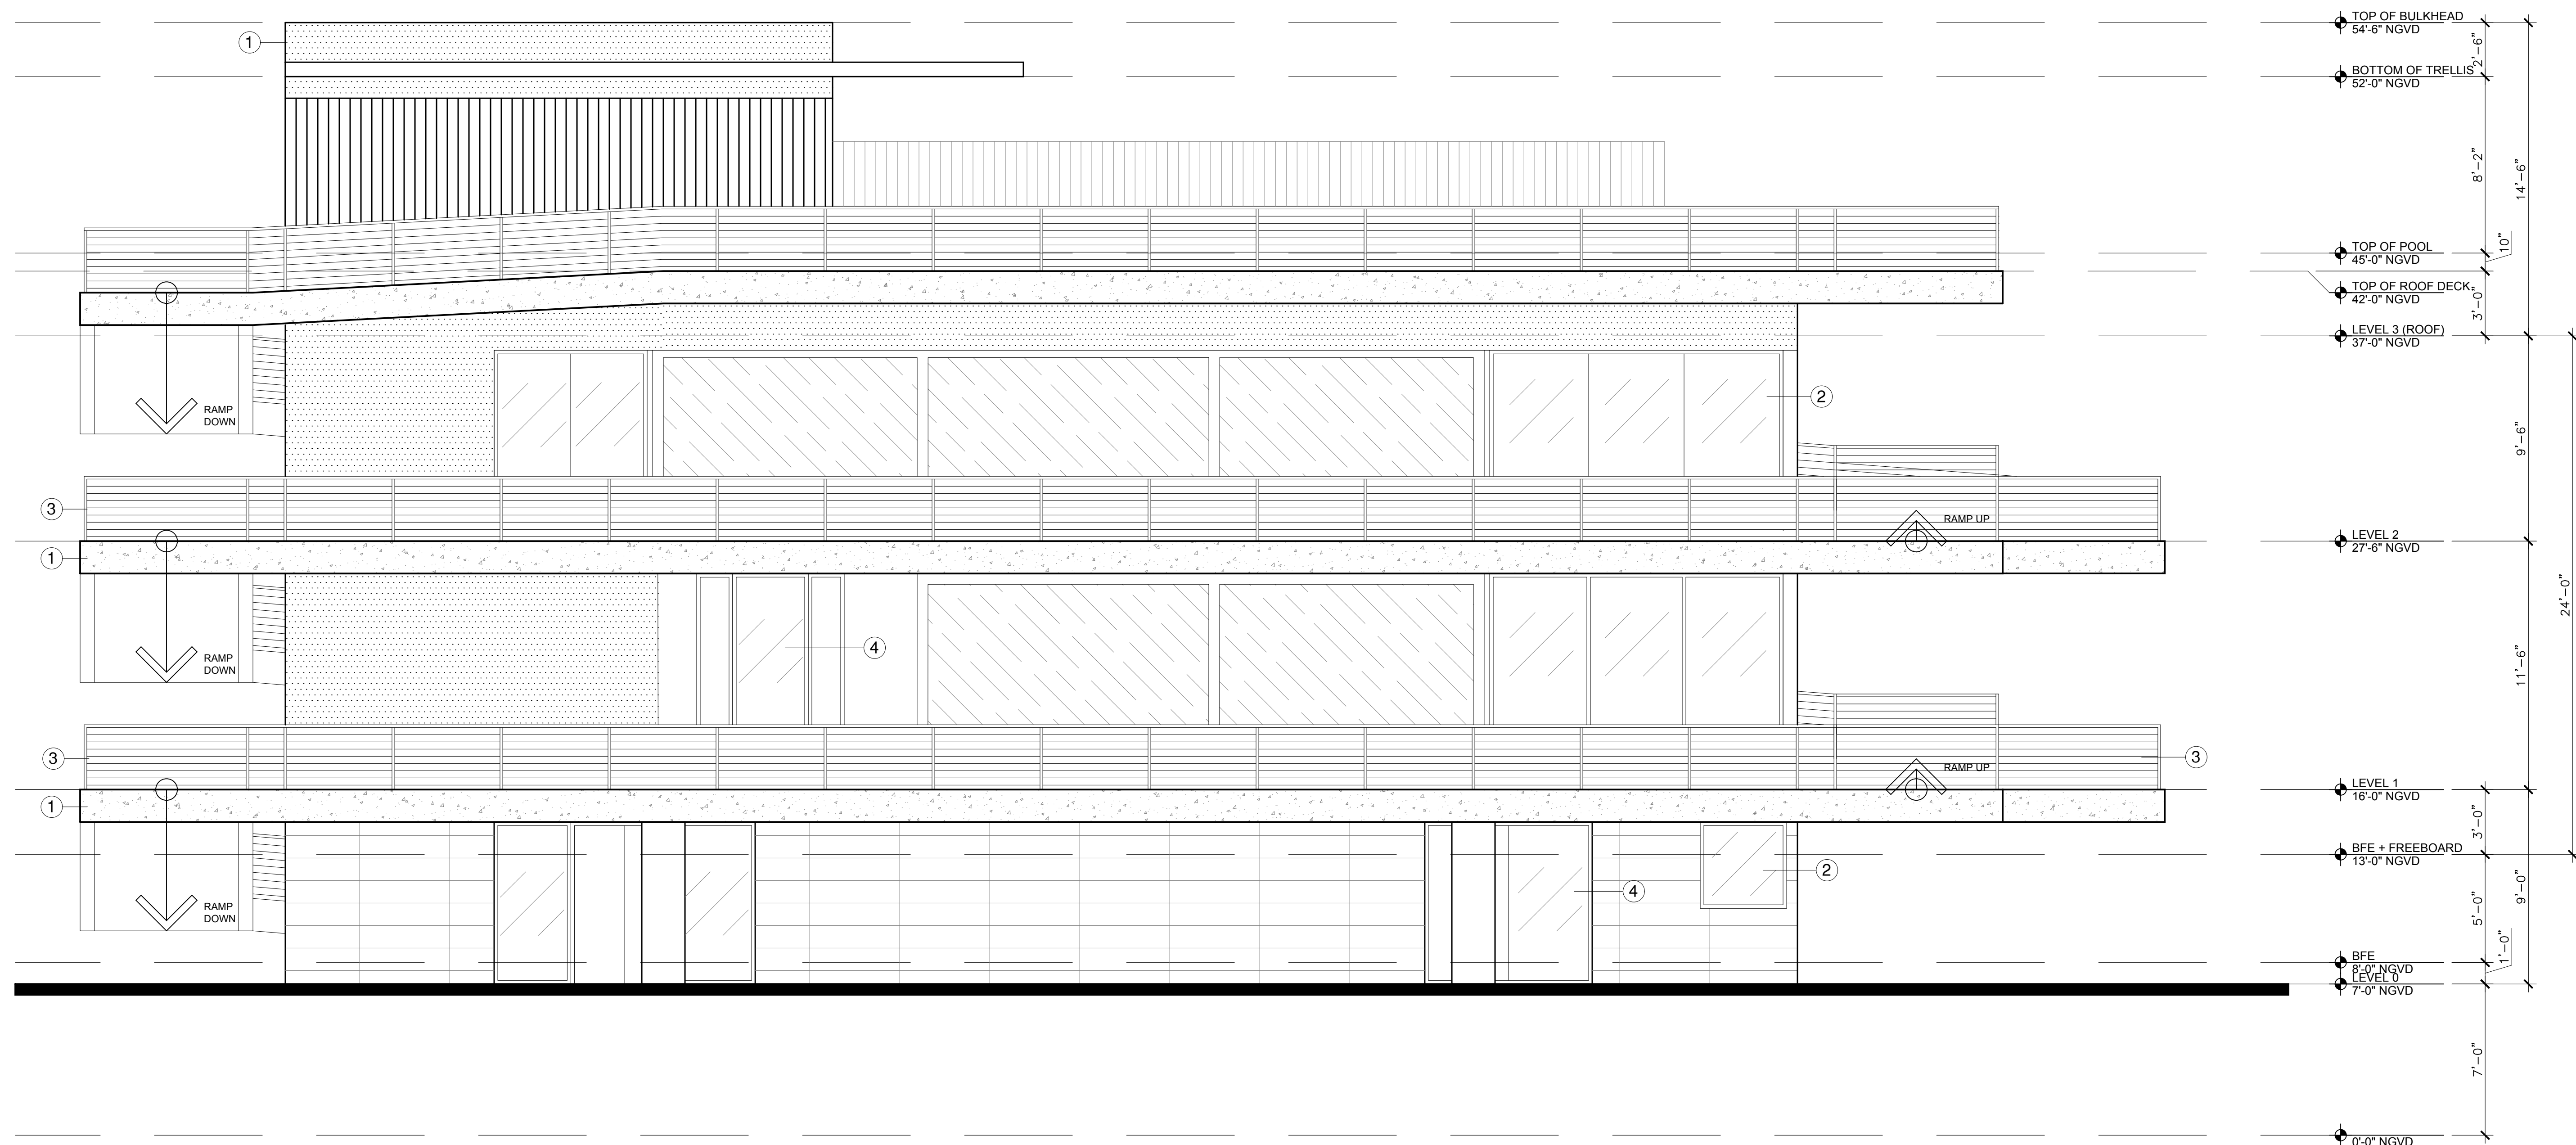 TOP OF BULKHEAD
54'-6" NGVD
1
2'-6"
BOTTOM OF TRELLIS
52'-0" NGVD
8'-2"
14'-6"
10"
TOP OF POOL
45'-0" NGVD
TOP OF ROOF DECK
42'-0" NGVD
3'-0"
LEVEL 3 (ROOF)
37'-0" NGVD
2
RAMP
DOWN
9'-6"
3
RAMP UP
LEVEL 2
27'-6" NGVD
1
24'-0"
4
RAMP
DOWN
11'-6"
3
3
RAMP UP
LEVEL 1
16'-0" NGVD
1
3'-0"
BFE + FREEBOARD
13'-0" NGVD
2
4
9'-0"
RAMP
DOWN
5'-0"
1'-0"
BFE
8'-0" NGVD
LEVEL 0
7'-0" NGVD
7'-0"
0'-0" NGVD